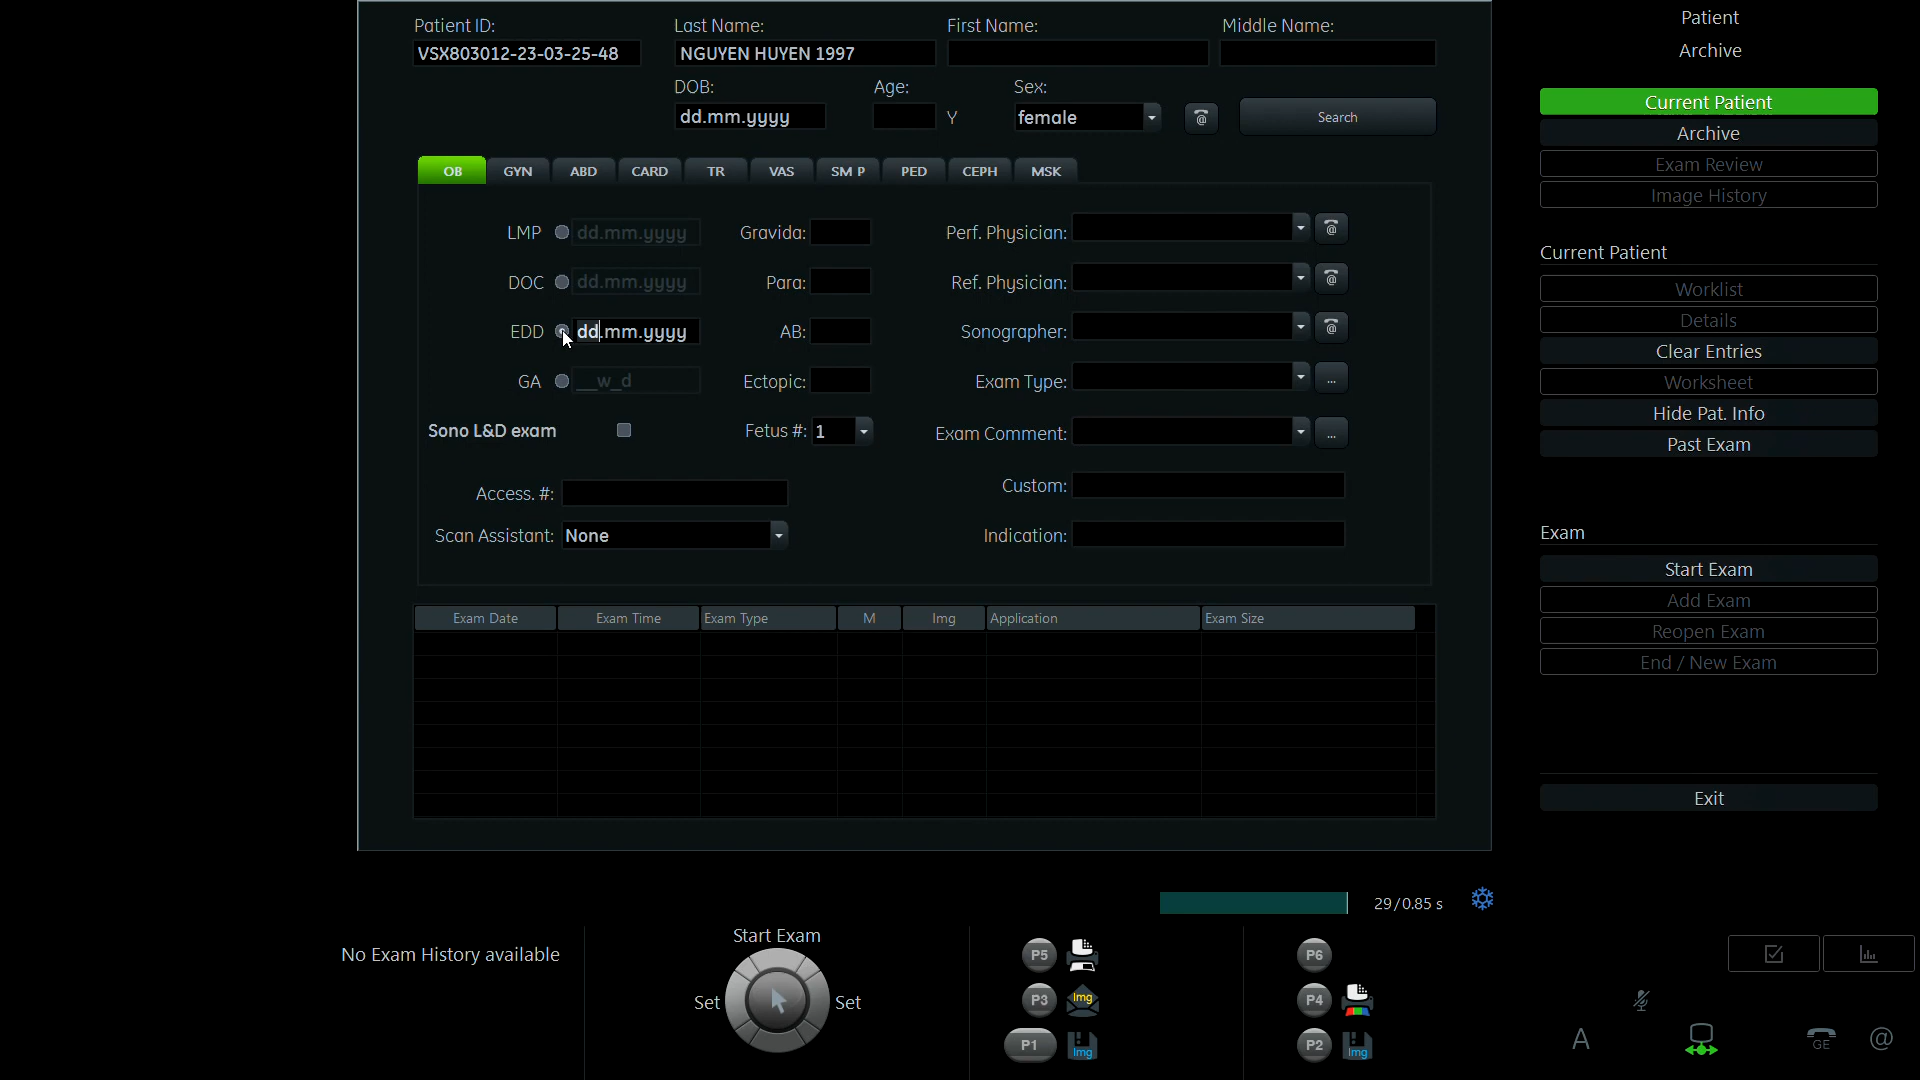 Patient ID: Last Name: First Name: Middle Name:
VSX803012-23-03-25-48 NGUYEN HUYEN 1997
DOB: Age: Sex:
dd.mm.yyyy Y female @ Search
OB GYN ABD CARD TR VAS SM P PED CEPH MSK
LMP dd.mm.yyyy Gravida: Perf. Physician: @
DOC dd.mm.yyyy Para: Ref. Physician: @
EDD dd.mm.yyyy AB: Sonographer: @
GA __w_d Ectopic: Exam Type: ...
Sono L&D exam Fetus #: 1 Exam Comment: ...
Custom:
Access. #:
Scan Assistant: None Indication:
Exam Date Exam Time Exam Type M Img Application Exam Size
Patient
Archive
Current Patient
Archive
Exam Review
Image History
Current Patient
Worklist
Details
Clear Entries
Worksheet
Hide Pat. Info
Past Exam
Exam
Start Exam
Add Exam
Reopen Exam
End / New Exam
Exit
29/0.85 s
No Exam History available
Start Exam
Set Set
P5
P3 Img
P1 Img
P6
P4
P2 Img
A GE @